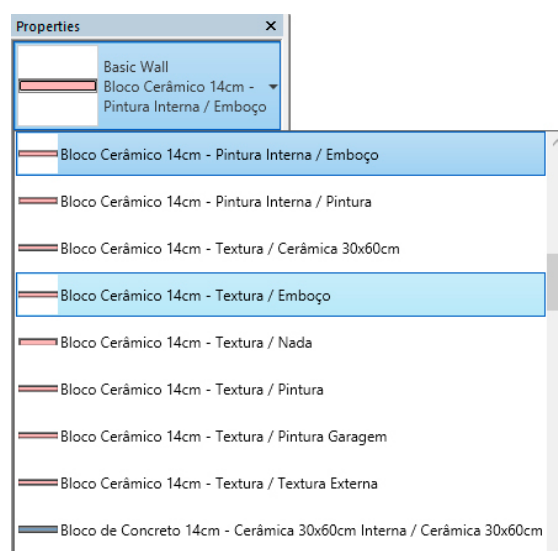 Properties
Basic Wall
Bloco Cerâmico 14cm -
Pintura Interna / Emboço
Bloco Cerâmico 14cm - Pintura Interna / Emboço
Bloco Cerâmico 14cm - Pintura Interna / Pintura
Bloco Cerâmico 14cm - Textura / Cerâmica 30x60cm
Bloco Cerâmico 14cm - Textura / Emboço
Bloco Cerâmico 14cm - Textura / Nada
Bloco Cerâmico 14cm - Textura / Pintura
Bloco Cerâmico 14cm - Textura / Pintura Garagem
Bloco Cerâmico 14cm - Textura / Textura Externa
Bloco de Concreto 14cm - Cerâmica 30x60cm Interna / Cerâmica 30x60cm